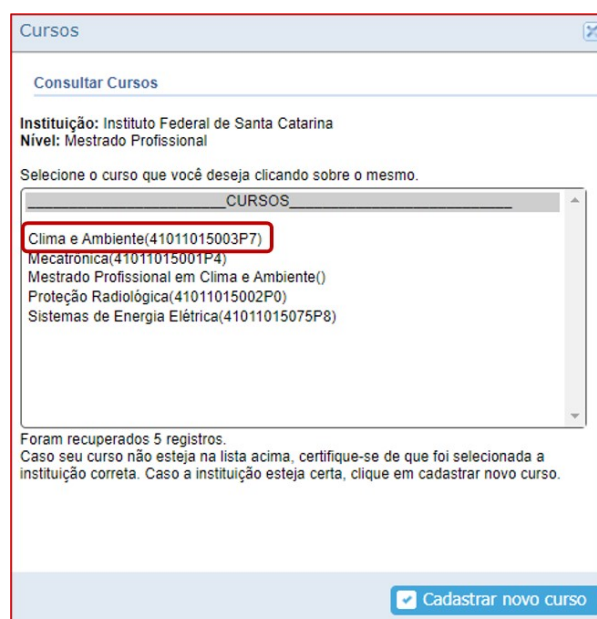 Cursos
Consultar Cursos
Instituição: Instituto Federal de Santa Catarina
Nível: Mestrado Profissional
Selecione o curso que você deseja clicando sobre o mesmo.
________________________CURSOS___________________________
Clima e Ambiente(41011015003P7)
Mecatrônica(41011015001P4)
Mestrado Profissional em Clima e Ambiente()
Proteção Radiológica(41011015002P0)
Sistemas de Energia Elétrica(41011015075P8)
Foram recuperados 5 registros.
Caso seu curso não esteja na lista acima, certifique-se de que foi selecionada a
instituição correta. Caso a instituição esteja certa, clique em cadastrar novo curso.
Cadastrar novo curso